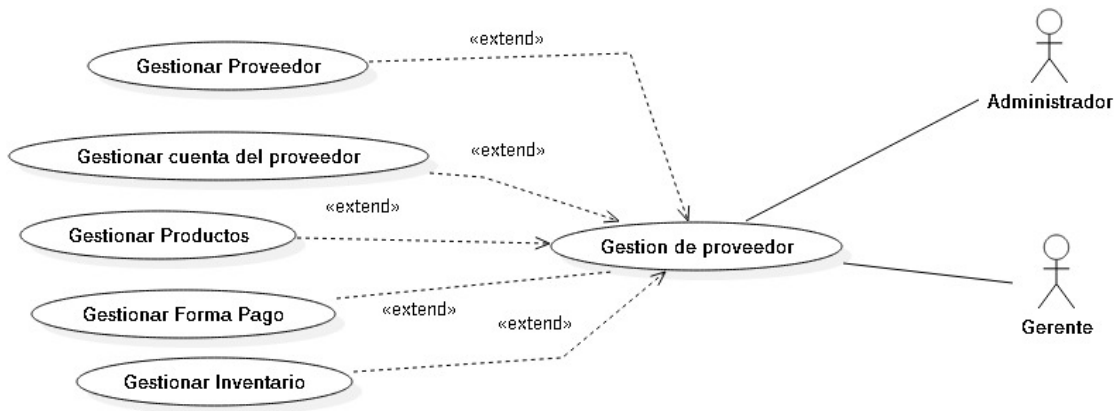 «extend»
Gestionar Proveedor
Administrador
Gestionar cuenta del proveedor
«extend»
«extend»
Gestionar Productos
Gestion de proveedor
Gestionar Forma Pago
«extend»
«extend»
Gerente
Gestionar Inventario